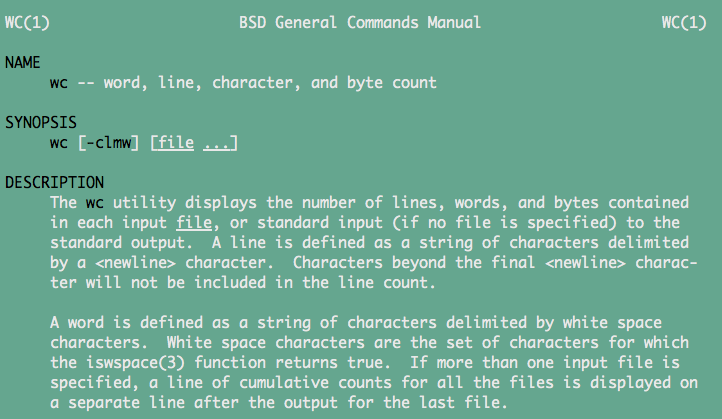 WC(1) BSD General Commands Manual WC(1)
NAME
wc -- word, line, character, and byte count
SYNOPSIS
wc [-clmw] [file ...]
DESCRIPTION
The wc utility displays the number of lines, words, and bytes contained
in each input file, or standard input (if no file is specified) to the
standard output. A line is defined as a string of characters delimited
by a <newline> character. Characters beyond the final <newline> charac-
ter will not be included in the line count.
A word is defined as a string of characters delimited by white space
characters. White space characters are the set of characters for which
the iswspace(3) function returns true. If more than one input file is
specified, a line of cumulative counts for all the files is displayed on
a separate line after the output for the last file.